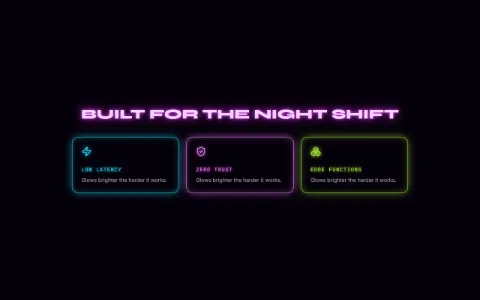 BUILT FOR THE NIGHT SHIFT
LOW LATENCY
Glows brighter the harder it works.
ZERO TRUST
Glows brighter the harder it works.
EDGE FUNCTIONS
Glows brighter the harder it works.